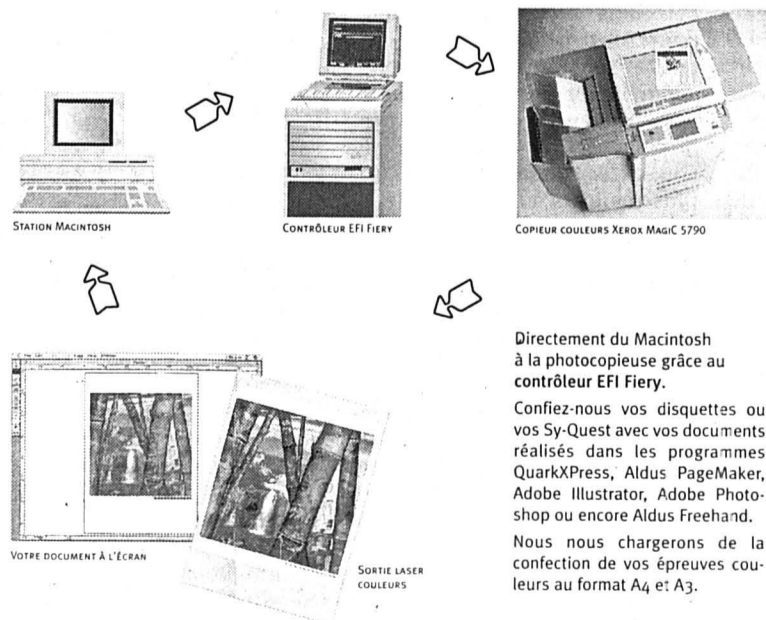 STATION MACINTOSH
CONTRÔLEUR EFI FIERY
COPIEUR COULEURS XEROX MAGIC 5790
VOTRE DOCUMENT À L'ÉCRAN
SORTIE LASER
COULEURS
Directement du Macintosh
à la photocopieuse grâce au
contrôleur EFI Fiery.
Confiez-nous vos disquettes ou
vos Sy-Quest avec vos documents
réalisés dans les programmes
QuarkXPress, Aldus PageMaker,
Adobe Illustrator, Adobe Photo-
shop ou encore Aldus Freehand.
Nous nous chargerons de la
confection de vos épreuves cou-
leurs au format A4 et A3.